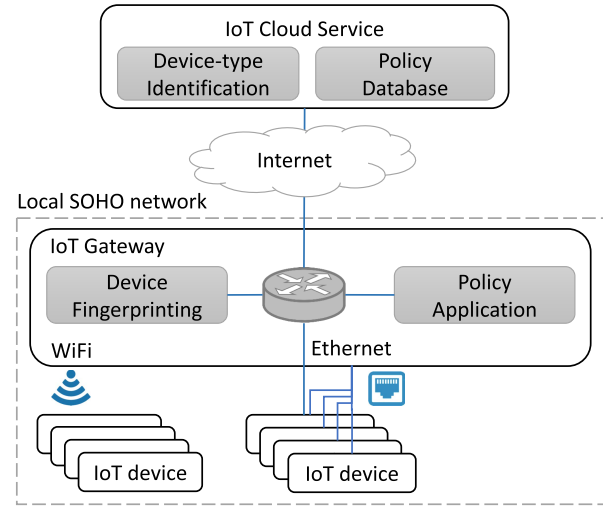 IoT Cloud Service
Device-type
Identification
Policy
Database
Internet
Local SOHO network
IoT Gateway
Device
Fingerprinting
Policy
Application
WiFi
Ethernet
IoT device
IoT device